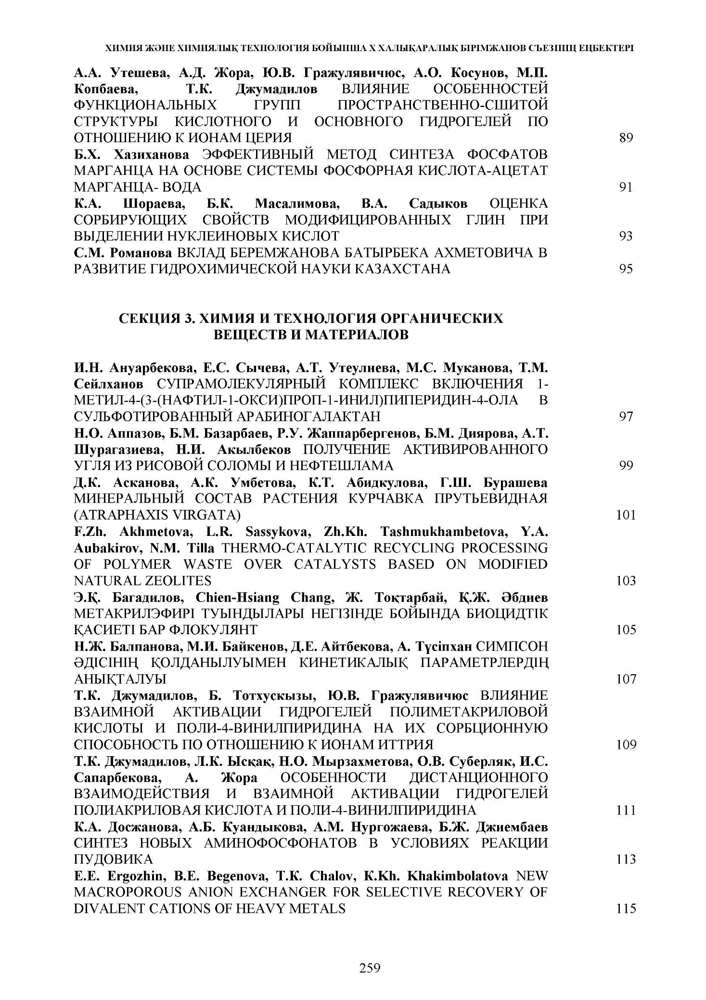 ХИМИЯ ЖӘНЕ ХИМИЯЛЫҚ ТЕХНОЛОГИЯ БОЙЫНША X ХАЛЫҚАРАЛЫҚ БІРІМЖАНОВ СЪЕЗІНІҢ ЕҢБЕКТЕРІ
А.А. Утешева, А.Д. Жора, Ю.В. Гражулявичюс, А.О. Косунов, М.П.
Копбаева, Т.К. Джумадилов ВЛИЯНИЕ ОСОБЕННОСТЕЙ
ФУНКЦИОНАЛЬНЫХ ГРУПП ПРОСТРАНСТВЕННО-СШИТОЙ
СТРУКТУРЫ КИСЛОТНОГО И ОСНОВНОГО ГИДРОГЕЛЕЙ ПО
ОТНОШЕНИЮ К ИОНАМ ЦЕРИЯ 89
Б.Х. Хазиханова ЭФФЕКТИВНЫЙ МЕТОД СИНТЕЗА ФОСФАТОВ
МАРГАНЦА НА ОСНОВЕ СИСТЕМЫ ФОСФОРНАЯ КИСЛОТА-АЦЕТАТ
МАРГАНЦА- ВОДА 91
К.А. Шораева, Б.К. Масалимова, В.А. Садыков ОЦЕНКА
СОРБИРУЮЩИХ СВОЙСТВ МОДИФИЦИРОВАННЫХ ГЛИН ПРИ
ВЫДЕЛЕНИИ НУКЛЕИНОВЫХ КИСЛОТ 93
С.М. Романова ВКЛАД БЕРЕМЖАНОВА БАТЫРБЕКА АХМЕТОВИЧА В
РАЗВИТИЕ ГИДРОХИМИЧЕСКОЙ НАУКИ КАЗАХСТАНА 95
СЕКЦИЯ 3. ХИМИЯ И ТЕХНОЛОГИЯ ОРГАНИЧЕСКИХ
ВЕЩЕСТВ И МАТЕРИАЛОВ
И.Н. Ануарбекова, Е.С. Сычева, А.Т. Утеулиева, М.С. Муканова, Т.М.
Сейлханов СУПРАМОЛЕКУЛЯРНЫЙ КОМПЛЕКС ВКЛЮЧЕНИЯ 1-
МЕТИЛ-4-(3-(НАФТИЛ-1-ОКСИ)ПРОП-1-ИНИЛ)ПИПЕРИДИН-4-ОЛА В
СУЛЬФОТИРОВАННЫЙ АРАБИНОГАЛАКТАН 97
Н.О. Аппазов, Б.М. Базарбаев, Р.У. Жаппарбергенов, Б.М. Диярова, А.Т.
Шурагазиева, Н.И. Акылбеков ПОЛУЧЕНИЕ АКТИВИРОВАННОГО
УГЛЯ ИЗ РИСОВОЙ СОЛОМЫ И НЕФТЕШЛАМА 99
Д.К. Асканова, А.К. Умбетова, К.Т. Абидкулова, Г.Ш. Бурашева
МИНЕРАЛЬНЫЙ СОСТАВ РАСТЕНИЯ КУРЧАВКА ПРУТЬЕВИДНАЯ
(ATRAPHAXIS VIRGATA) 101
F.Zh. Akhmetova, L.R. Sassykova, Zh.Kh. Tashmukhambetova, Y.A.
Aubakirov, N.M. Tilla THERMO-CATALYTIC RECYCLING PROCESSING
OF POLYMER WASTE OVER CATALYSTS BASED ON MODIFIED
NATURAL ZEOLITES 103
Э.Қ. Багадилов, Chien-Hsiang Chang, Ж. Тоқтарбай, Қ.Ж. Әбдиев
МЕТАКРИЛЭФИРІ ТУЫНДЫЛАРЫ НЕГІЗІНДЕ БОЙЫНДА БИОЦИДТІК
ҚАСИЕТІ БАР ФЛОКУЛЯНТ 105
Н.Ж. Балпанова, М.И. Байкенов, Д.Е. Айтбекова, А. Түсіпхан СИМПСОН
ӘДІСІНІҢ ҚОЛДАНЫЛУЫМЕН КИНЕТИКАЛЫҚ ПАРАМЕТРЛЕРДІҢ
АНЫҚТАЛУЫ 107
Т.К. Джумадилов, Б. Тотхускызы, Ю.В. Гражулявичюс ВЛИЯНИЕ
ВЗАИМНОЙ АКТИВАЦИИ ГИДРОГЕЛЕЙ ПОЛИМЕТАКРИЛОВОЙ
КИСЛОТЫ И ПОЛИ-4-ВИНИЛПИРИДИНА НА ИХ СОРБЦИОННУЮ
СПОСОБНОСТЬ ПО ОТНОШЕНИЮ К ИОНАМ ИТТРИЯ 109
Т.К. Джумадилов, Л.К. Ысқақ, Н.О. Мырзахметова, О.В. Суберляк, И.С.
Сапарбекова, А. Жора ОСОБЕННОСТИ ДИСТАНЦИОННОГО
ВЗАИМОДЕЙСТВИЯ И ВЗАИМНОЙ АКТИВАЦИИ ГИДРОГЕЛЕЙ
ПОЛИАКРИЛОВАЯ КИСЛОТА И ПОЛИ-4-ВИНИЛПИРИДИНА 111
К.А. Досжанова, А.Б. Куандыкова, А.М. Нургожаева, Б.Ж. Джиембаев
СИНТЕЗ НОВЫХ АМИНОФОСФОНАТОВ В УСЛОВИЯХ РЕАКЦИИ
ПУДОВИКА 113
E.E. Ergozhin, B.E. Begenova, T.K. Chalov, K.Kh. Khakimbolatova NEW
MACROPOROUS ANION EXCHANGER FOR SELECTIVE RECOVERY OF
DIVALENT CATIONS OF HEAVY METALS 115
259